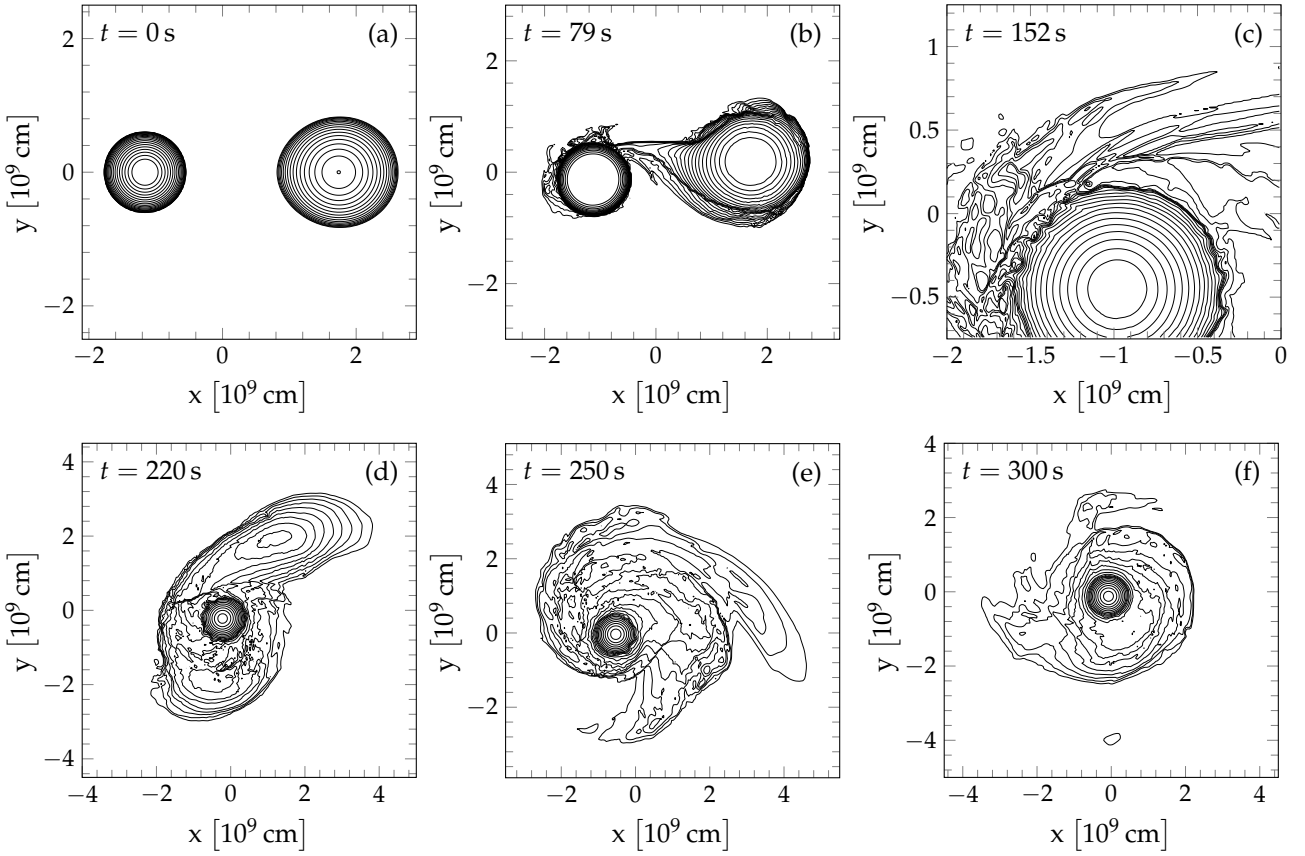 t = 0 s (a)
2
0
−2
y [10⁹ cm]
−2 0 2
x [10⁹ cm]
t = 79 s (b)
2
0
−2
y [10⁹ cm]
−2 0 2
x [10⁹ cm]
t = 152 s (c)
1
0.5
0
−0.5
y [10⁹ cm]
−2 −1.5 −1 −0.5 0
x [10⁹ cm]
t = 220 s (d)
4
2
0
−2
−4
y [10⁹ cm]
−4 −2 0 2 4
x [10⁹ cm]
t = 250 s (e)
4
2
0
−2
y [10⁹ cm]
−2 0 2 4
x [10⁹ cm]
t = 300 s (f)
4
2
0
−2
−4
y [10⁹ cm]
−4 −2 0 2 4
x [10⁹ cm]